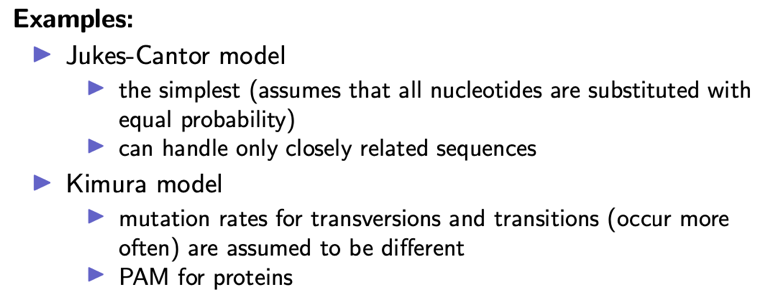 Examples:
Jukes-Cantor model
the simplest (assumes that all nucleotides are substituted with
equal probability)
can handle only closely related sequences
Kimura model
mutation rates for transversions and transitions (occur more
often) are assumed to be different
PAM for proteins